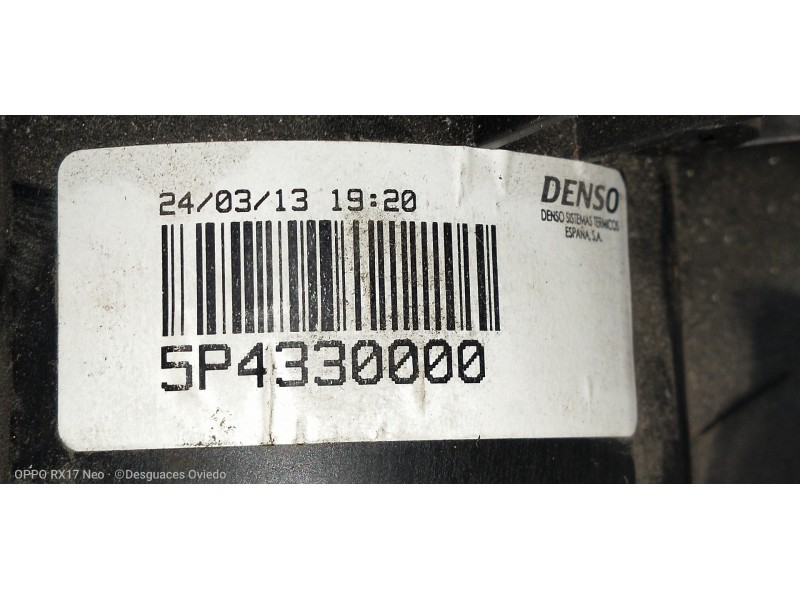 24/03/13 19:20
DENSO
DENSO SISTEMAS TERMICOS
ESPAÑA, S.A.
5P4330000
OPPO RX17 Neo · ©Desguaces Oviedo